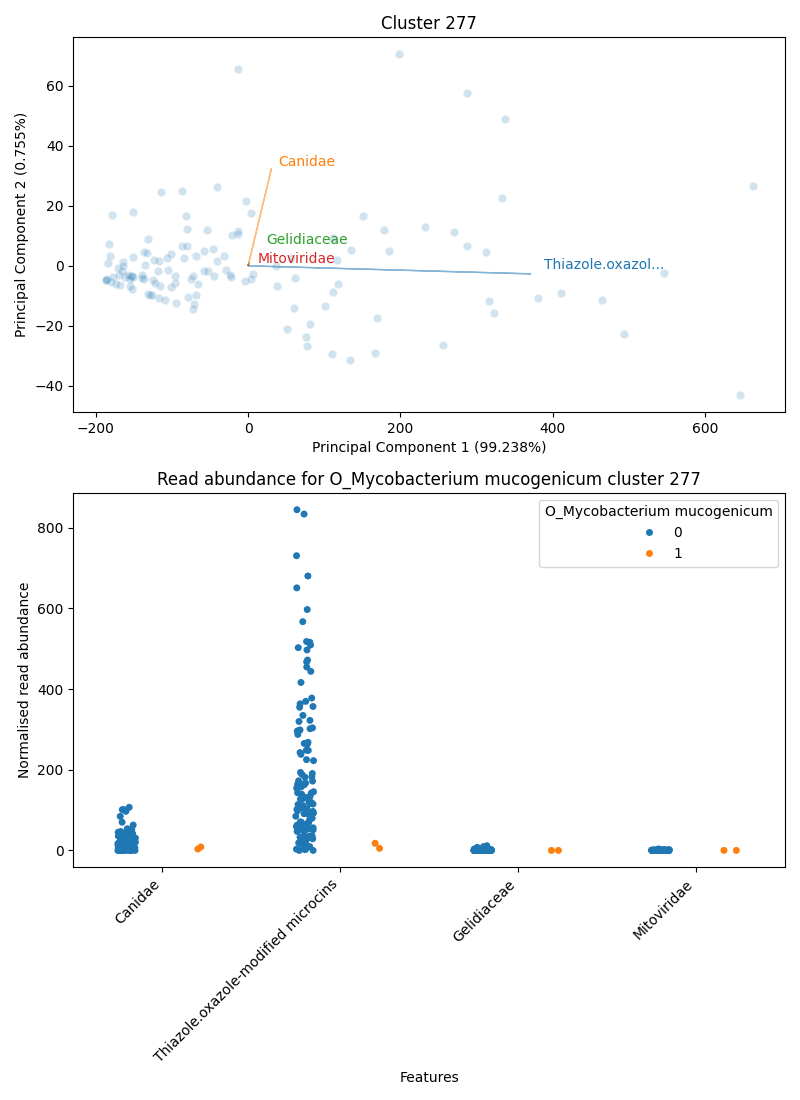 Cluster 277
Principal Component 2 (0.755%)
60
40
20
0
−20
−40
Canidae
Gelidiaceae
Mitoviridae
Thiazole.oxazol...
−200
0
200
400
600
Principal Component 1 (99.238%)
Read abundance for O_Mycobacterium mucogenicum cluster 277
Normalised read abundance
800
600
400
200
0
O_Mycobacterium mucogenicum
0
1
Canidae
Thiazole.oxazole-modified microcins
Gelidiaceae
Mitoviridae
Features